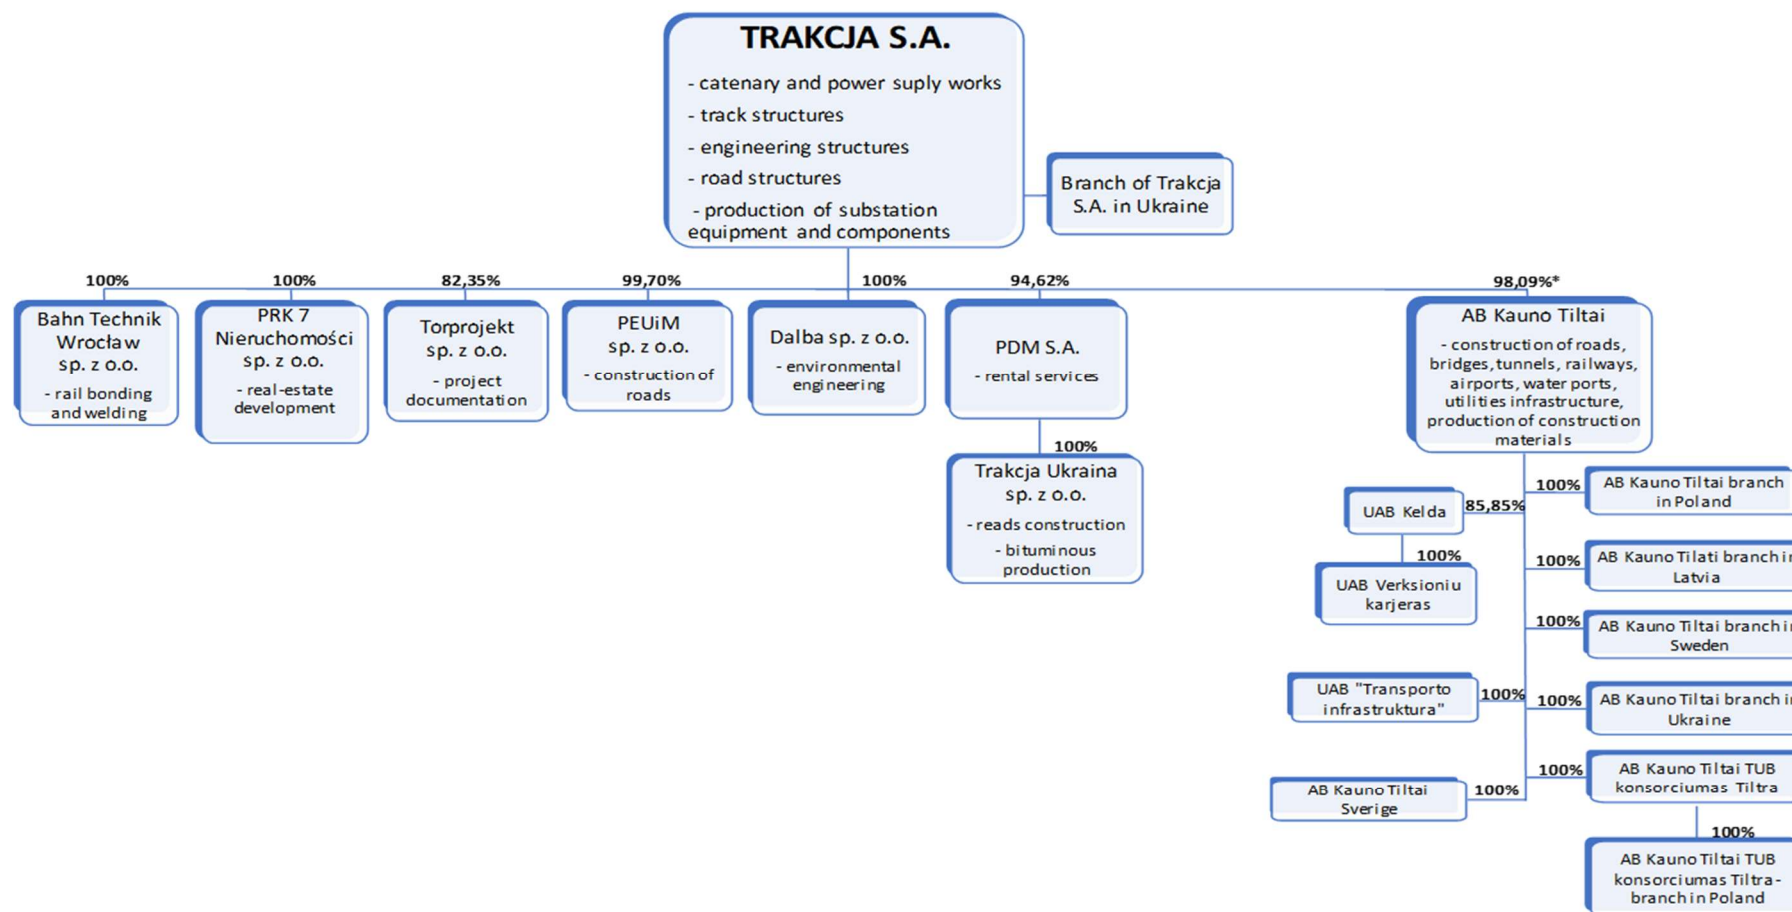 TRAKCJA S.A.
- catenary and power suply works
- track structures
- engineering structures
- road structures
- production of substation
equipment and components
Branch of Trakcja
S.A. in Ukraine
100%
100%
82,35%
99,70%
100%
94,62%
98,09%*
Bahn Technik
Wrocław
sp. z o.o.
- rail bonding
and welding
PRK 7
Nieruchomości
sp. z o.o.
- real-estate
development
Torprojekt
sp. z o.o.
- project
documentation
PEUiM
sp. z o.o.
- construction of
roads
Dalba sp. z o.o.
- environmental
engineering
PDM S.A.
- rental services
AB Kauno Tiltai
- construction of roads,
bridges, tunnels, railways,
airports, water ports,
utilities infrastructure,
production of construction
materials
100%
Trakcja Ukraina
sp. z o.o.
- reads construction
- bituminous
production
100%
AB Kauno Tiltai branch
in Poland
UAB Kelda
85,85%
100%
UAB Verksioniu
karjeras
100%
AB Kauno Tilati branch in
Latvia
100%
AB Kauno Tiltai branch in
Sweden
UAB "Transporto
infrastruktura"
100%
100%
AB Kauno Tiltai branch in
Ukraine
100%
AB Kauno Tiltai TUB
konsorciumas Tiltra
AB Kauno Tiltai
Sverige
100%
100%
AB Kauno Tiltai TUB
konsorciumas Tiltra-
branch in Poland